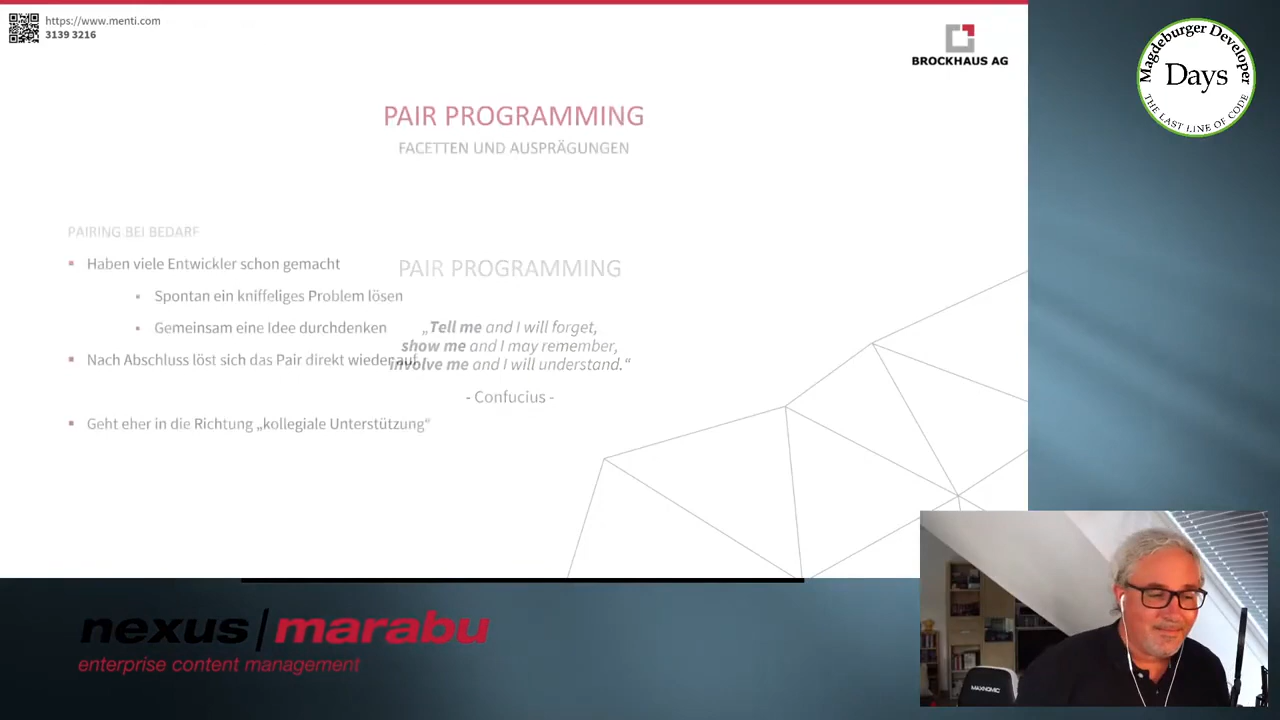 https://www.menti.com
3139 3216
BROCKHAUS AG
Magdeburger Developer
Days
THE LAST LINE OF CODE
PAIR PROGRAMMING
FACETTEN UND AUSPRÄGUNGEN
PAIRING BEI BEDARF
Haben viele Entwickler schon gemacht
Spontan ein kniffeliges Problem lösen
Gemeinsam eine Idee durchdenken
Nach Abschluss löst sich das Pair direkt wieder auf
Geht eher in die Richtung „kollegiale Unterstützung“
PAIR PROGRAMMING
„Tell me and I will forget,
show me and I may remember,
involve me and I will understand.“
- Confucius -
nexus|marabu
enterprise content management
MAXNOMIC